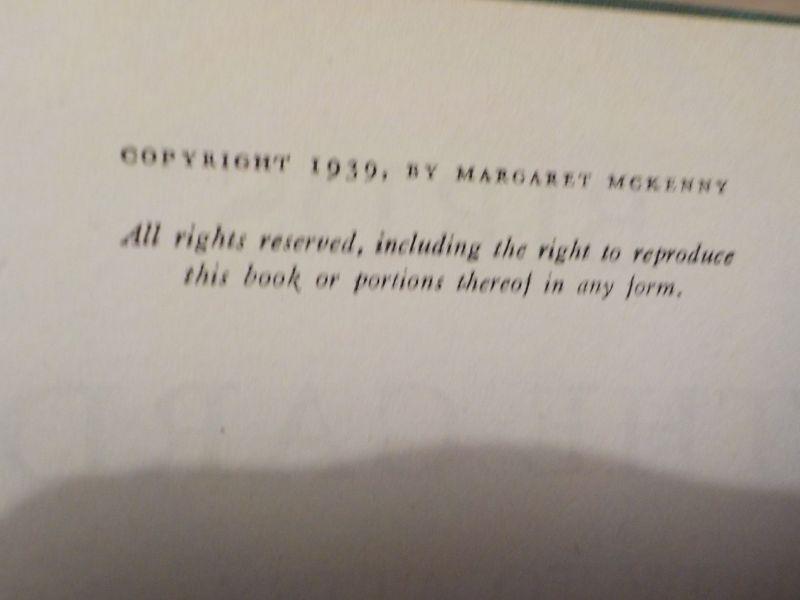 COPYRIGHT 1939, BY MARGARET MCKENNY
All rights reserved, including the right to reproduce
this book or portions thereof in any form.